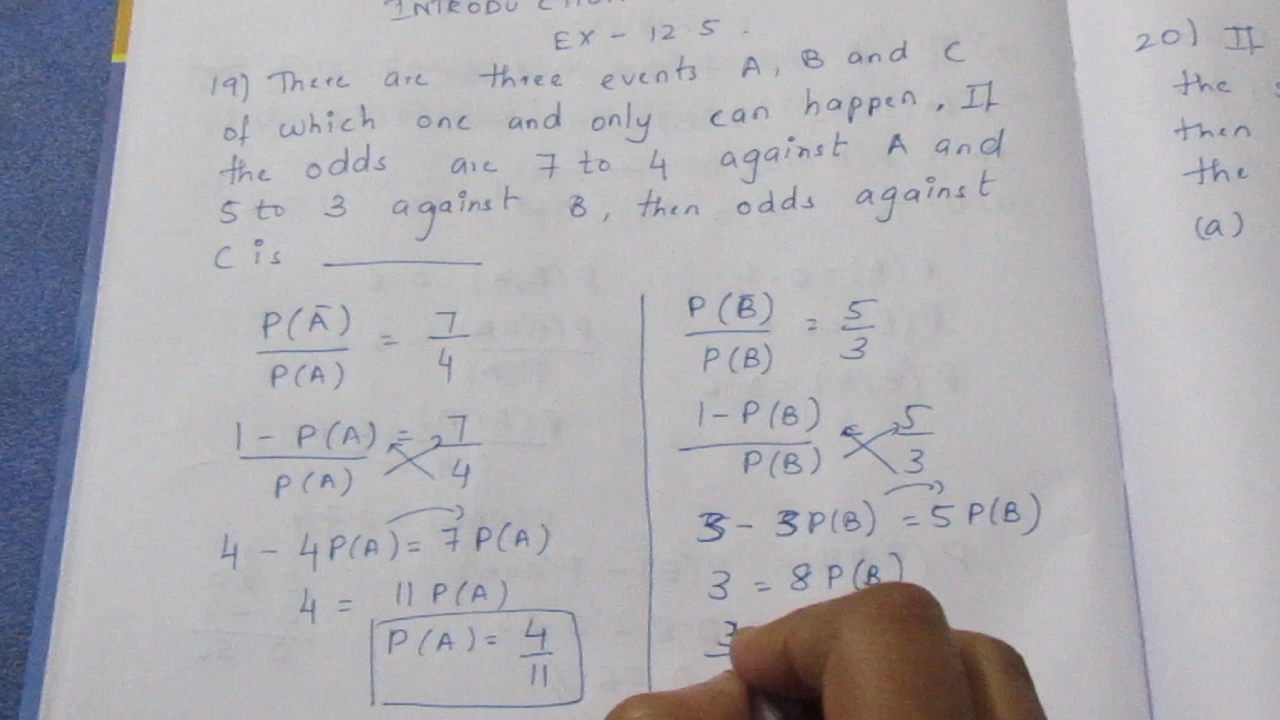 INTRODUCTION
EX - 12.5.
19) There are three events A, B and C
of which one and only can happen. If
the odds are 7 to 4 against A and
5 to 3 against B, then odds against
C is ________
P(Ā)/P(A) = 7/4
1 - P(A)/P(A) = 7/4
4 - 4P(A) = 7P(A)
4 = 11 P(A)
P(A) = 4/11
P(B̄)/P(B) = 5/3
1 - P(B)/P(B) 5/3
3 - 3P(B) = 5P(B)
3 = 8P(B)
3
20) If
the
then
the
(a)